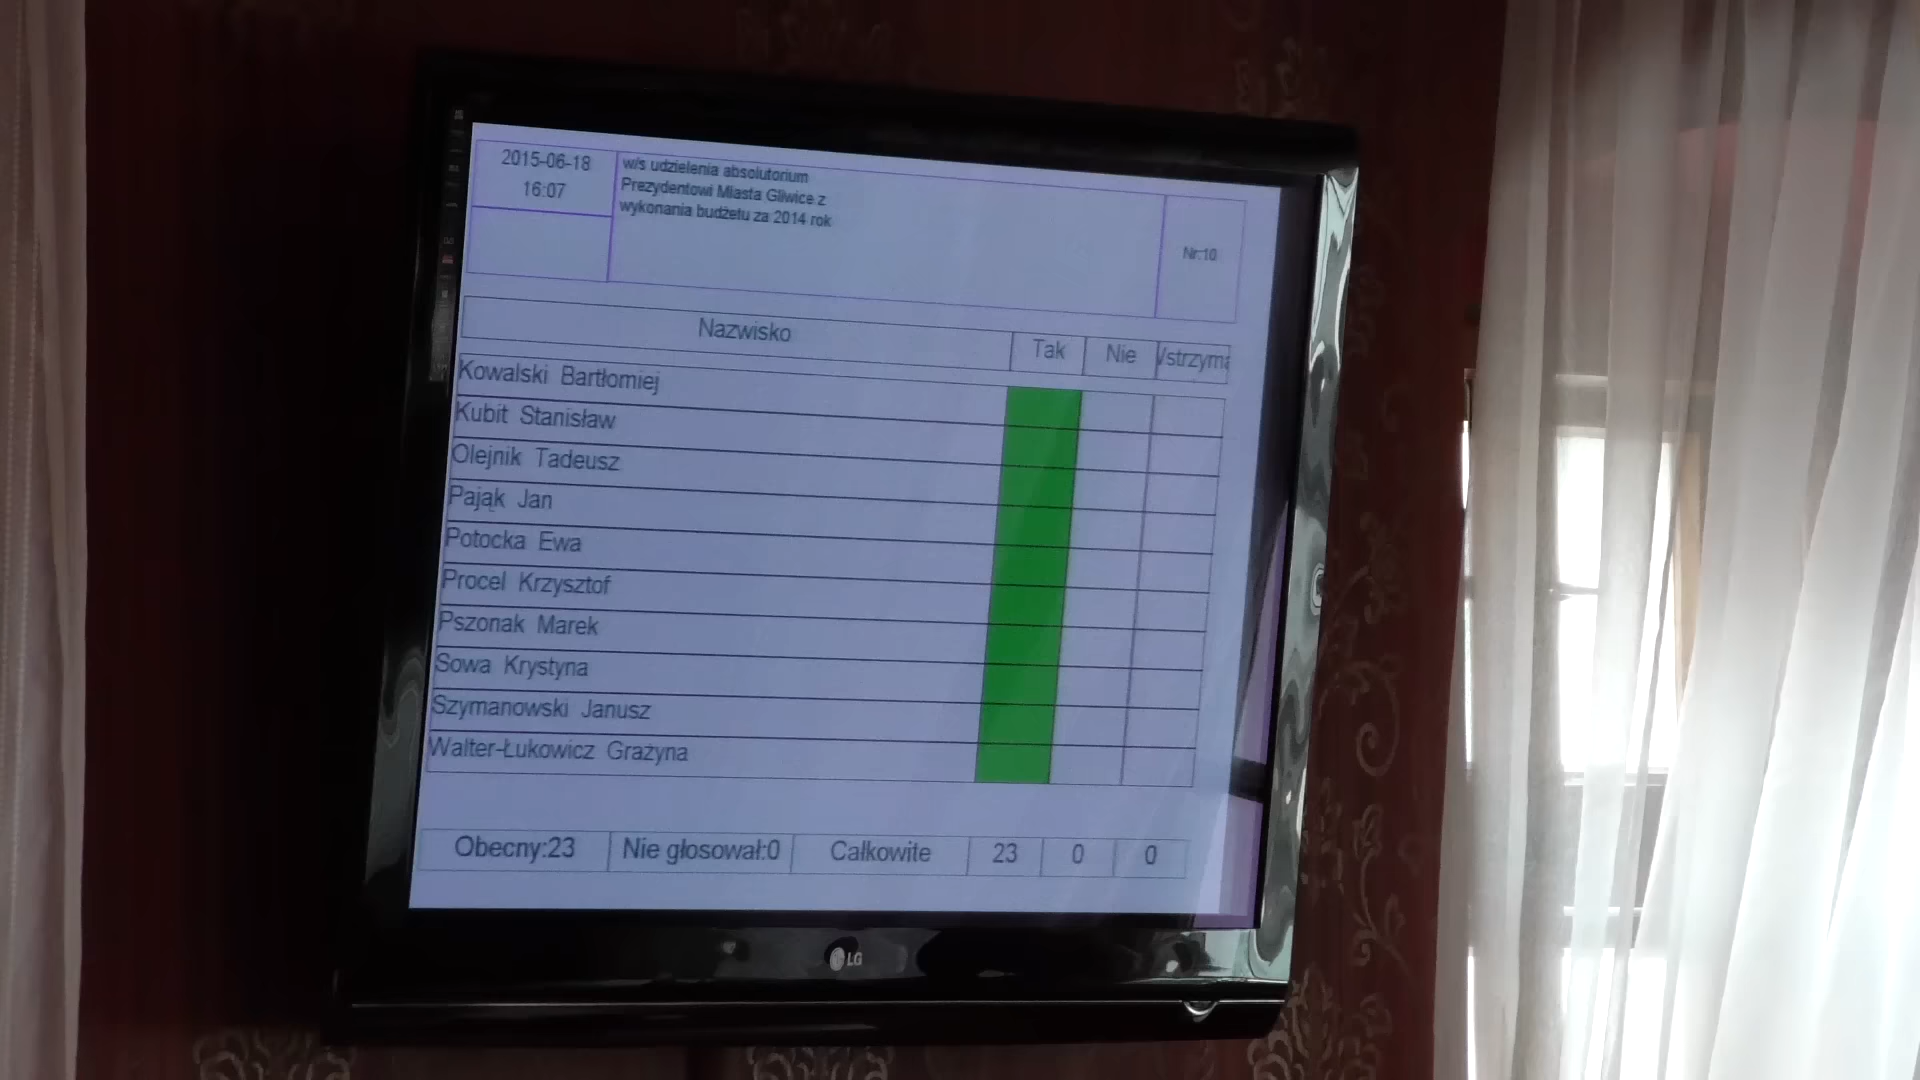 2015-06-18
16:07
w/s udzielenia absolutorium
Prezydentowi Miasta Gliwice z
wykonania budżetu za 2014 rok
Nr:10
Nazwisko Tak Nie Wstrzyma
Kowalski Bartłomiej
Kubit Stanisław
Olejnik Tadeusz
Pająk Jan
Potocka Ewa
Procel Krzysztof
Pszonak Marek
Sowa Krystyna
Szymanowski Janusz
Walter-Łukowicz Grażyna
Obecny:23 Nie głosował:0 Całkowite 23 0 0
LG